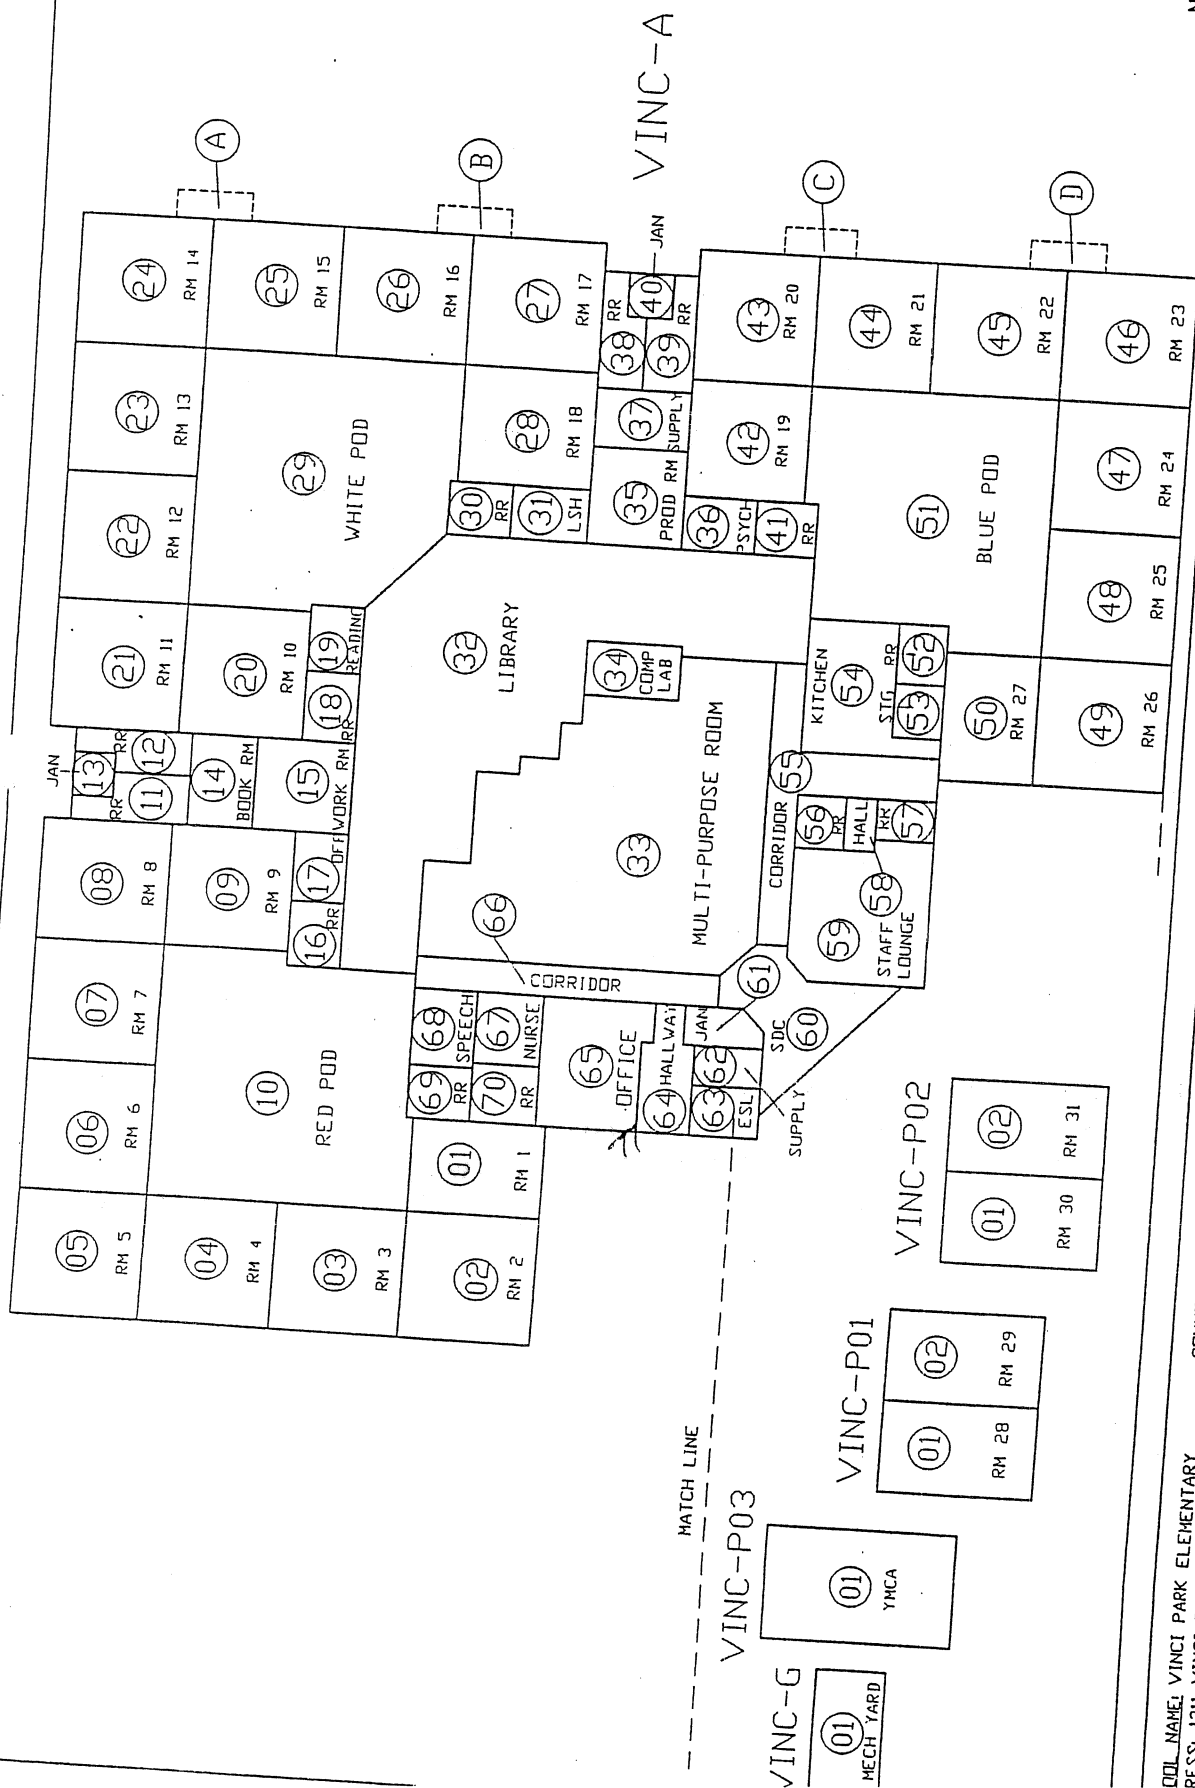 VINC-A
A
B
C
D
24
RM 14
25
RM 15
26
RM 16
27
RM 17
23
RM 13
22
RM 12
21
RM 11
20
RM 10
29
WHITE POD
28
RM 18
30
RR
31
LSH
19
READING
18
RR
JAN
13
RR
12
11
RR
14
BOOK RM
15
WORK RM
17
OFF
16
RR
08
RM 8
09
RM 9
07
RM 7
06
RM 6
05
RM 5
04
RM 4
03
RM 3
02
RM 2
01
RM 1
10
RED POD
32
LIBRARY
34
COMP
LAB
33
MULTI-PURPOSE ROOM
66
CORRIDOR
68
SPEECH
69
RR
67
NURSE
70
RR
65
OFFICE
64
HALLWAY
63
ESL
62
SUPPLY
JAN
61
SDC
60
JAN
40
RR
38
39
RR
37
SUPPLY
35
PROD RM
36
PSYCH
41
RR
42
RM 19
43
RM 20
44
RM 21
45
RM 22
46
RM 23
47
RM 24
48
RM 25
49
RM 26
50
RM 27
51
BLUE POD
KITCHEN
54
RR
52
STG
53
55
CORRIDOR
56
RR
HALL
RR
57
58
59
STAFF
LOUNGE
VINC-P02
01
RM 30
02
RM 31
VINC-P01
01
RM 28
02
RM 29
MATCH LINE
VINC-P03
01
YMCA
VINC-G
01
MECH YARD
NAME: VINCI PARK ELEMENTARY